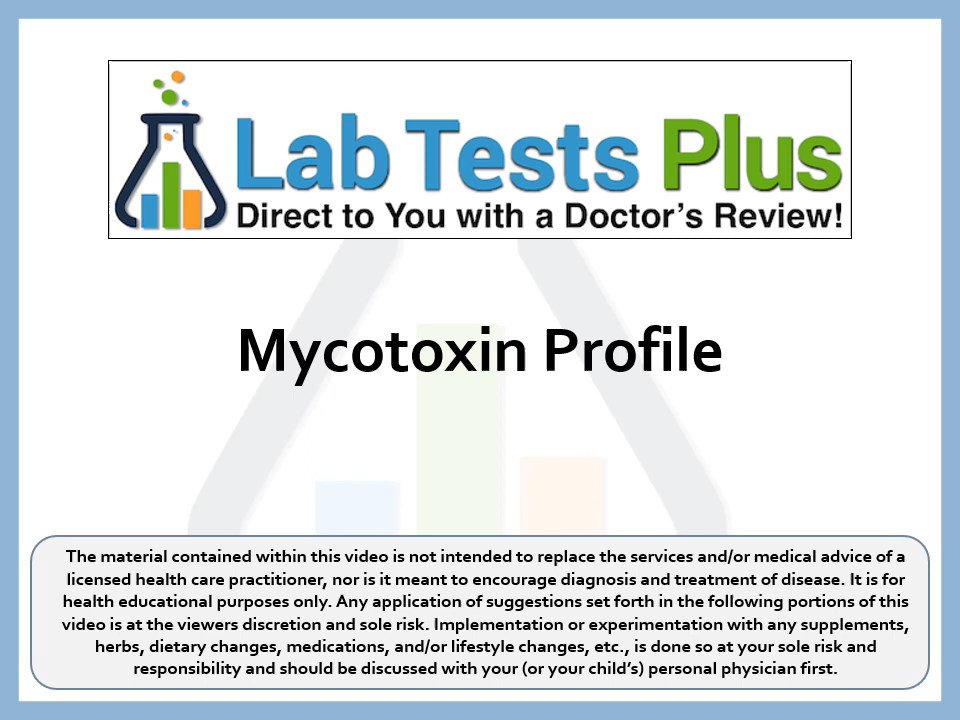 Lab Tests Plus
Direct to You with a Doctor's Review!
Mycotoxin Profile
The material contained within this video is not intended to replace the services and/or medical advice of a
licensed health care practitioner, nor is it meant to encourage diagnosis and treatment of disease. It is for
health educational purposes only. Any application of suggestions set forth in the following portions of this
video is at the viewers discretion and sole risk. Implementation or experimentation with any supplements,
herbs, dietary changes, medications, and/or lifestyle changes, etc., is done so at your sole risk and
responsibility and should be discussed with your (or your child's) personal physician first.